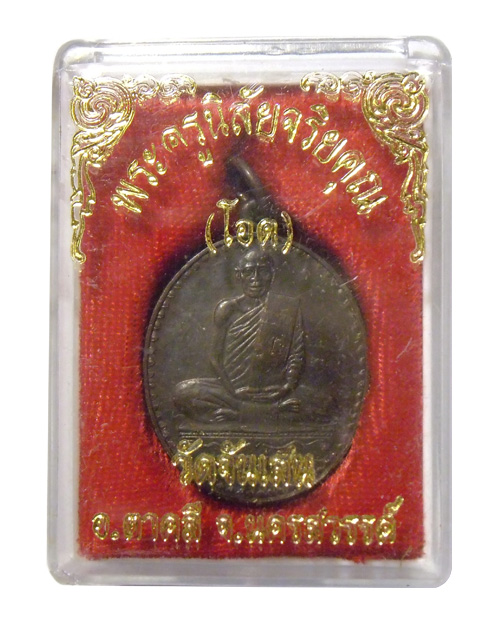 พระครูนิสัยจริยคุณ
(โอด)
วัดจันเสน
อ.ตาคลี จ.นครสวรรค์